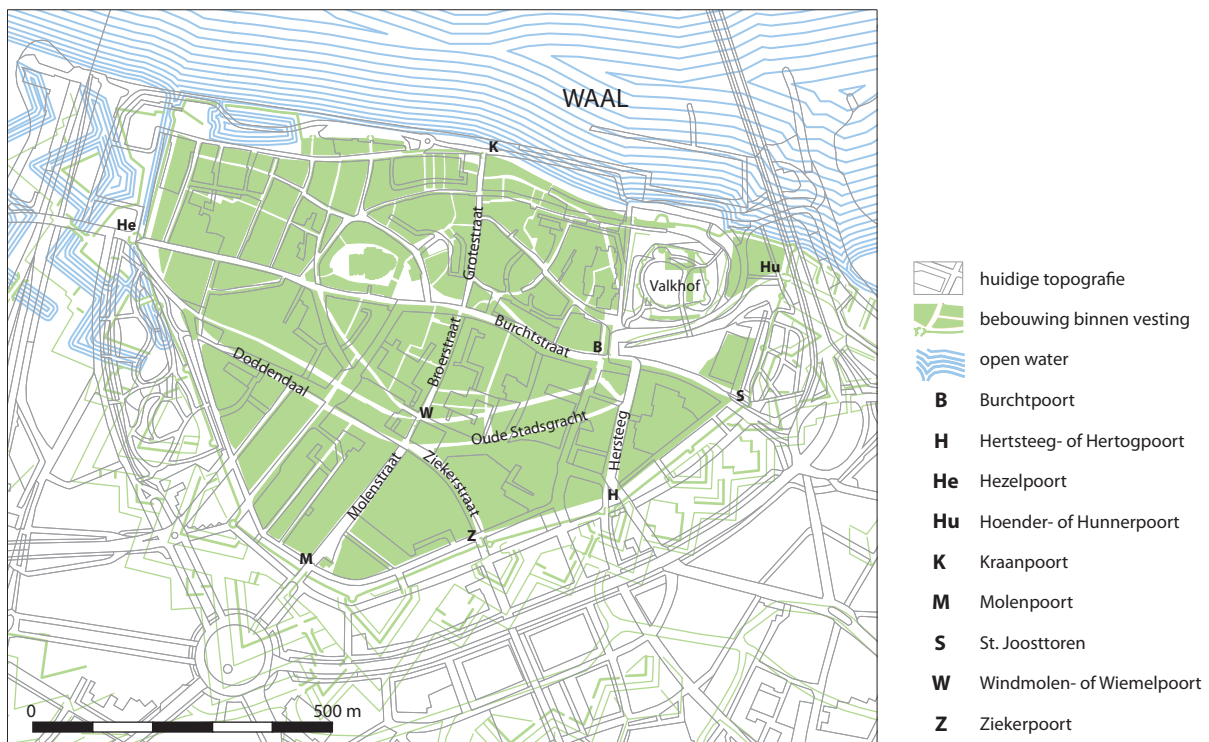 WAAL
K
He
Grotestraat
Hu
Valkhof
Burchtstraat
B
Broerstraat
Doddendaal
S
W
Oude Stadsgracht
Hersteeg
Ziekerstraat
Molenstraat
H
Z
M
0 500 m
huidige topografie
bebouwing binnen vesting
open water
B Burchtpoort
H Hertsteeg- of Hertogpoort
He Hezelpoort
Hu Hoender- of Hunnerpoort
K Kraanpoort
M Molenpoort
S St. Joosttoren
W Windmolen- of Wiemelpoort
Z Ziekerpoort